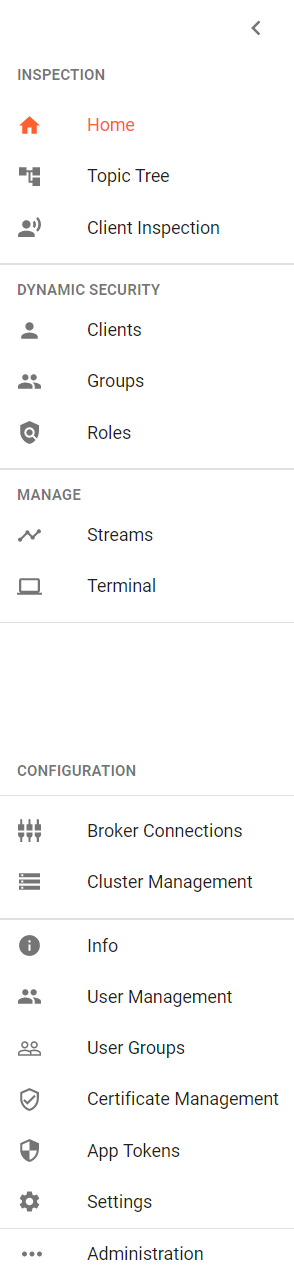 INSPECTION
Home
Topic Tree
Client Inspection
DYNAMIC SECURITY
Clients
Groups
Roles
MANAGE
Streams
Terminal
CONFIGURATION
Broker Connections
Cluster Management
Info
User Management
User Groups
Certificate Management
App Tokens
Settings
Administration